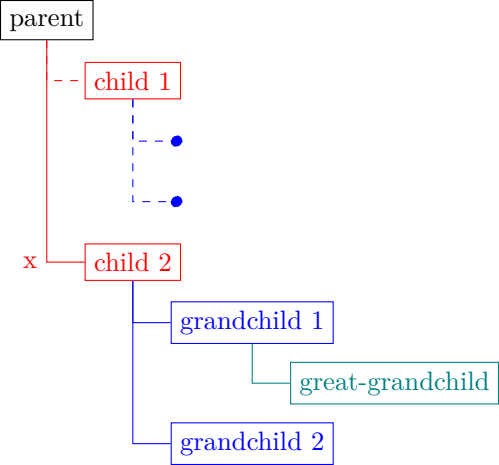 parent
child 1
x
child 2
grandchild 1
great-grandchild
grandchild 2